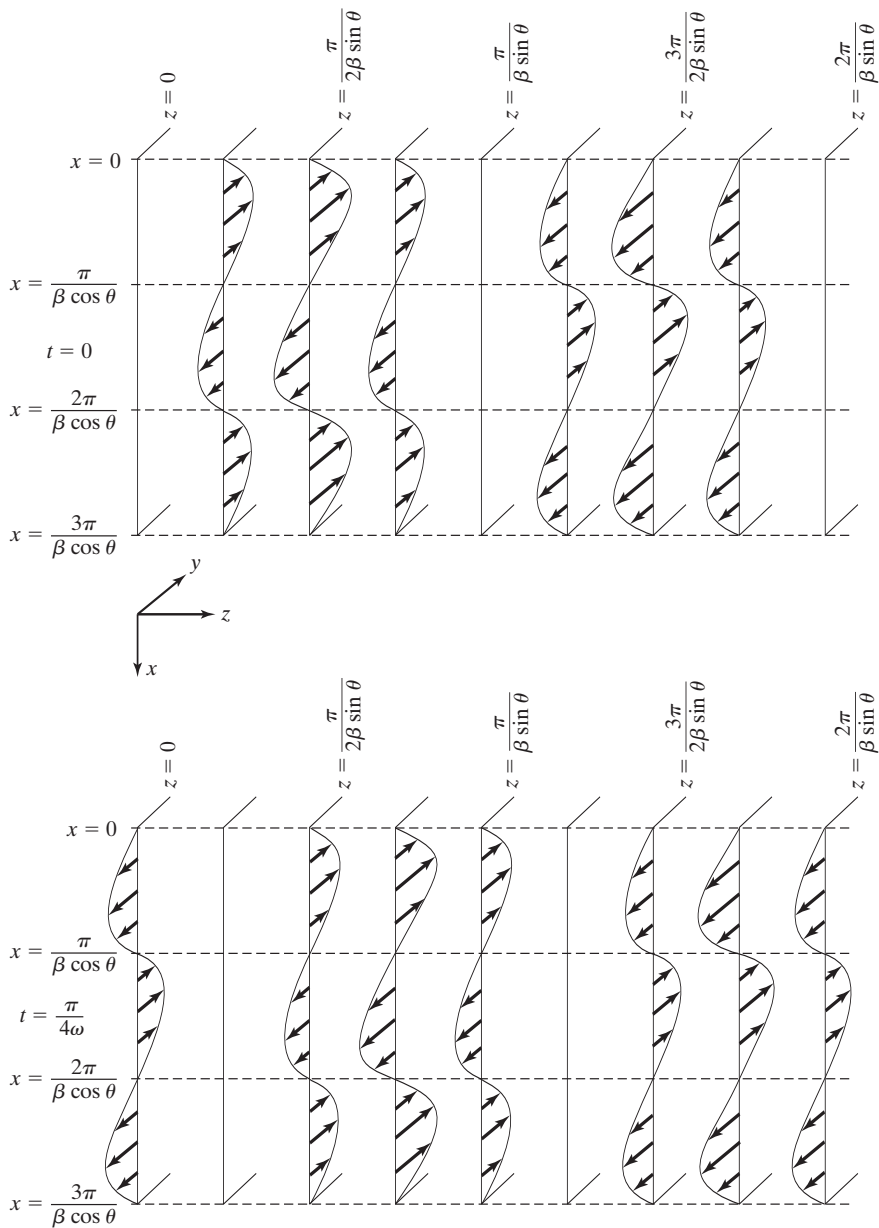 z = 0
z = π/(2β sin θ)
z = π/(β sin θ)
z = 3π/(2β sin θ)
z = 2π/(β sin θ)
x = 0
x = π/(β cos θ)
t = 0
x = 2π/(β cos θ)
x = 3π/(β cos θ)
y
z
x
z = 0
z = π/(2β sin θ)
z = π/(β sin θ)
z = 3π/(2β sin θ)
z = 2π/(β sin θ)
x = 0
x = π/(β cos θ)
t = π/(4ω)
x = 2π/(β cos θ)
x = 3π/(β cos θ)